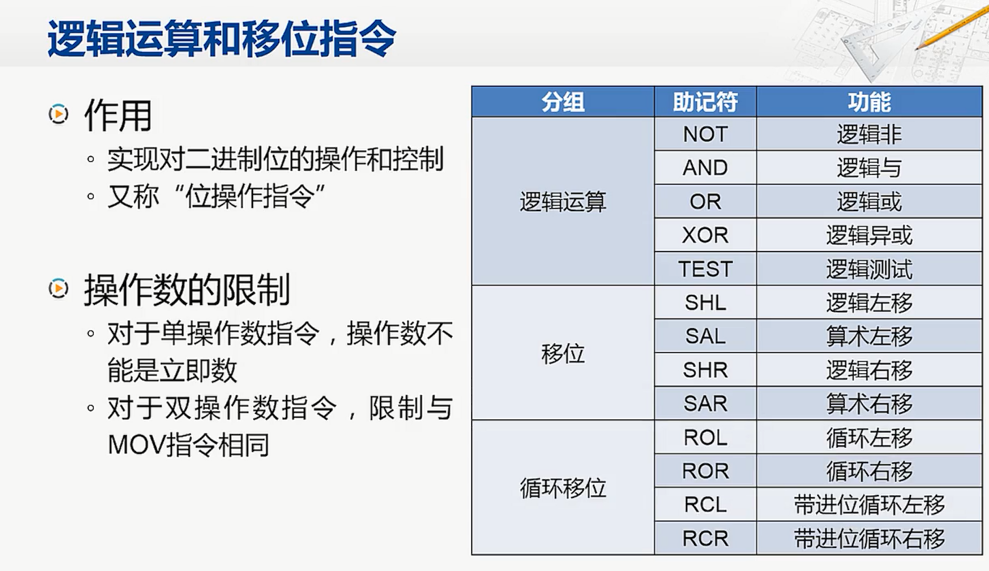 逻辑运算和移位指令
作用
实现对二进制位的操作和控制
又称“位操作指令”
操作数的限制
对于单操作数指令，操作数不
能是立即数
对于双操作数指令，限制与
MOV指令相同
分组 助记符 功能
逻辑运算
NOT 逻辑非
AND 逻辑与
OR 逻辑或
XOR 逻辑异或
TEST 逻辑测试
移位
SHL 逻辑左移
SAL 算术左移
SHR 逻辑右移
SAR 算术右移
循环移位
ROL 循环左移
ROR 循环右移
RCL 带进位循环左移
RCR 带进位循环右移